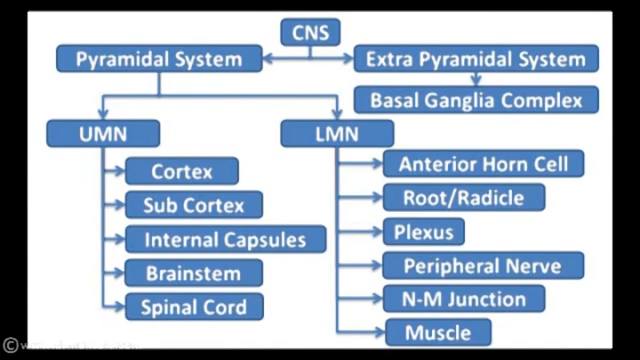 CNS
Pyramidal System
Extra Pyramidal System
Basal Ganglia Complex
UMN
LMN
Cortex
Sub Cortex
Internal Capsules
Brainstem
Spinal Cord
Anterior Horn Cell
Root/Radicle
Plexus
Peripheral Nerve
N-M Junction
Muscle
©